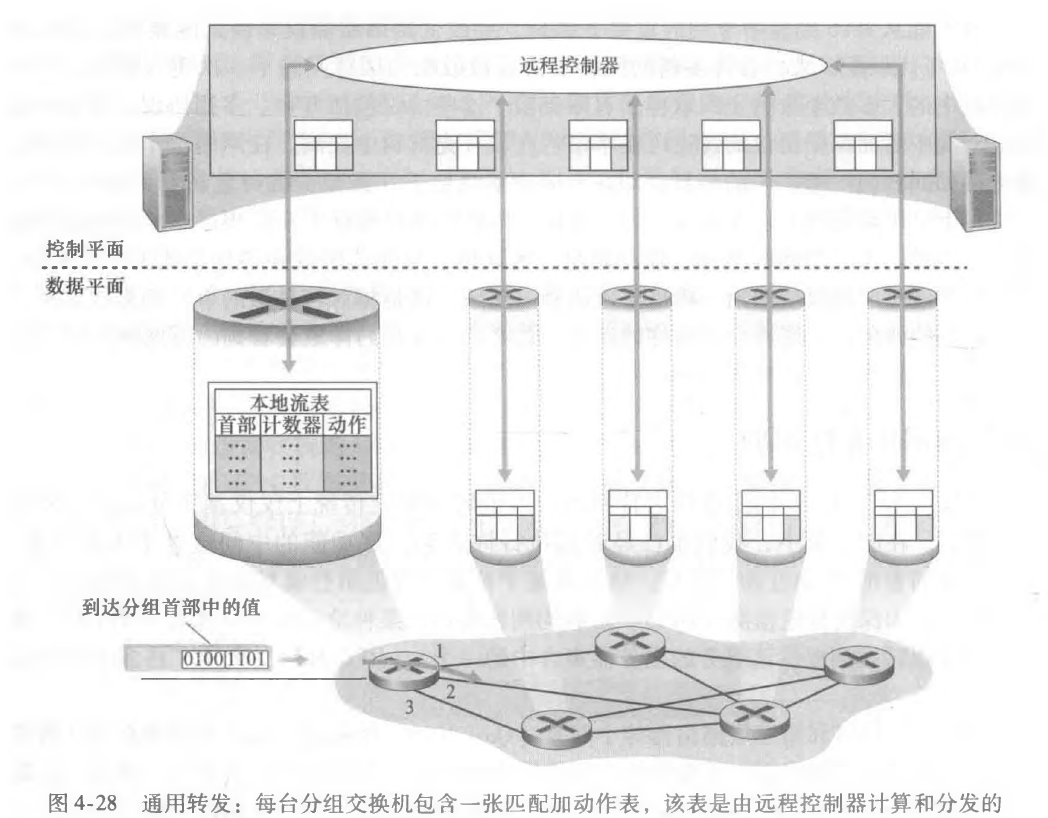 远程控制器
控制平面
数据平面
本地流表
首部 计数器 动作
到达分组首部中的值
0100 1101
1
2
3
图4-28 通用转发：每台分组交换机包含一张匹配加动作表，该表是由远程控制器计算和分发的